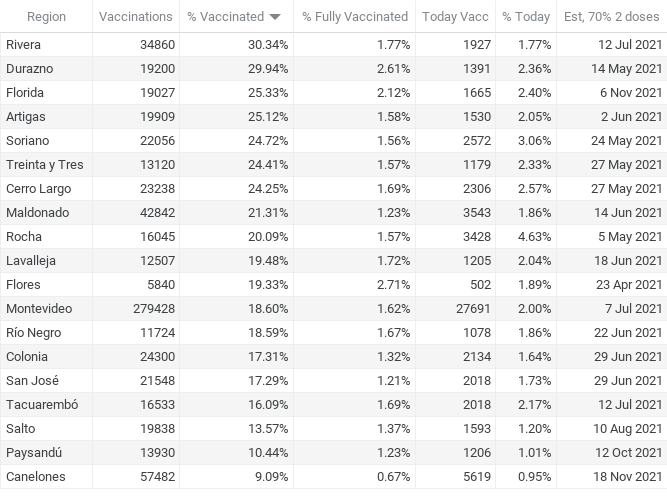 Region Vaccinations % Vaccinated % Fully Vaccinated Today Vacc % Today Est, 70% 2 doses
Rivera 34860 30.34% 1.77% 1927 1.77% 12 Jul 2021
Durazno 19200 29.94% 2.61% 1391 2.36% 14 May 2021
Florida 19027 25.33% 2.12% 1665 2.40% 6 Nov 2021
Artigas 19909 25.12% 1.58% 1530 2.05% 2 Jun 2021
Soriano 22056 24.72% 1.56% 2572 3.06% 24 May 2021
Treinta y Tres 13120 24.41% 1.57% 1179 2.33% 27 May 2021
Cerro Largo 23238 24.25% 1.69% 2306 2.57% 27 May 2021
Maldonado 42842 21.31% 1.23% 3543 1.86% 14 Jun 2021
Rocha 16045 20.09% 1.57% 3428 4.63% 5 May 2021
Lavalleja 12507 19.48% 1.72% 1205 2.04% 18 Jun 2021
Flores 5840 19.33% 2.71% 502 1.89% 23 Apr 2021
Montevideo 279428 18.60% 1.62% 27691 2.00% 7 Jul 2021
Río Negro 11724 18.59% 1.67% 1078 1.86% 22 Jun 2021
Colonia 24300 17.31% 1.32% 2134 1.64% 29 Jun 2021
San José 21548 17.29% 1.21% 2018 1.73% 29 Jun 2021
Tacuarembó 16533 16.09% 1.69% 2018 2.17% 12 Jul 2021
Salto 19838 13.57% 1.37% 1593 1.20% 10 Aug 2021
Paysandú 13930 10.44% 1.23% 1206 1.01% 12 Oct 2021
Canelones 57482 9.09% 0.67% 5619 0.95% 18 Nov 2021